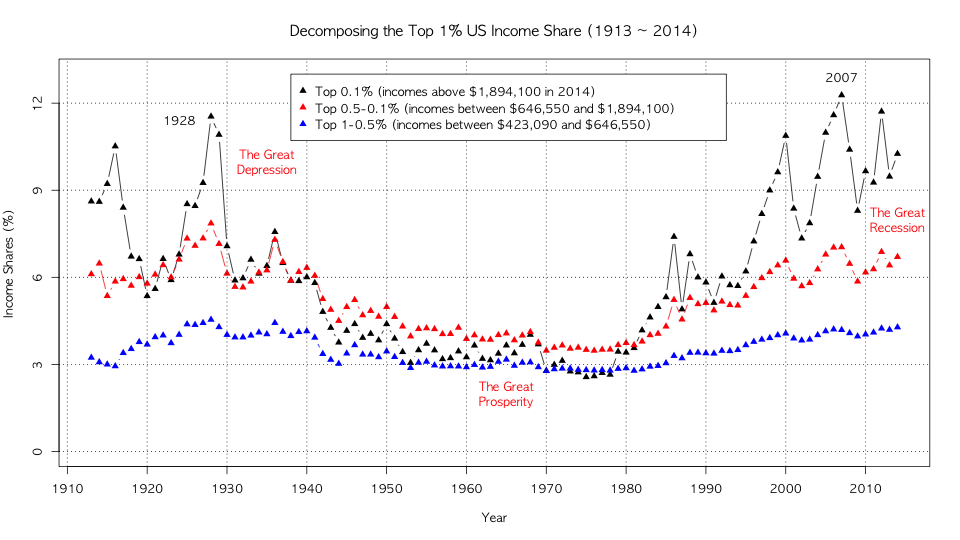 Decomposing the Top 1% US Income Share (1913 ~ 2014)
2007
Top 0.1% (incomes above $1,894,100 in 2014)
Top 0.5-0.1% (incomes between $646,550 and $1,894,100)
Top 1-0.5% (incomes between $423,090 and $646,550)
1928
The Great
Depression
The Great
Recession
The Great
Prosperity
Income Shares (%)
12
9
6
3
0
1910 1920 1930 1940 1950 1960 1970 1980 1990 2000 2010
Year